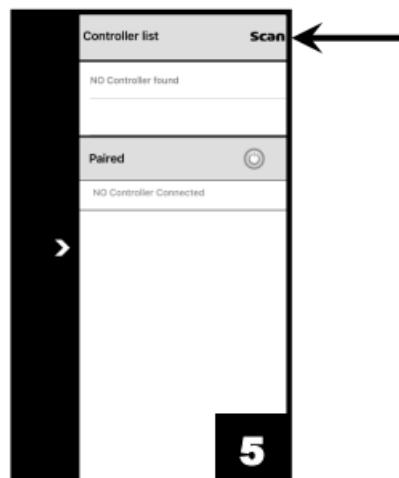 Controller list Scan
NO Controller found
Paired
NO Controller Connected
5